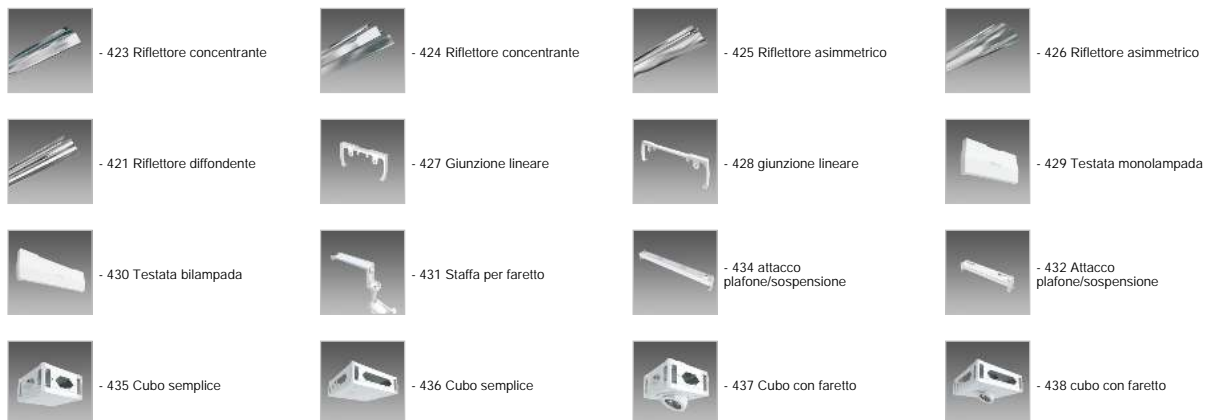 - 423 Riflettore concentrante
- 424 Riflettore concentrante
- 425 Riflettore asimmetrico
- 426 Riflettore asimmetrico
- 421 Riflettore diffondente
- 427 Giunzione lineare
- 428 giunzione lineare
- 429 Testata monolampada
- 430 Testata bilampada
- 431 Staffa per faretto
- 434 attacco
plafone/sospensione
- 432 Attacco
plafone/sospensione
- 435 Cubo semplice
- 436 Cubo semplice
- 437 Cubo con faretto
- 438 cubo con faretto